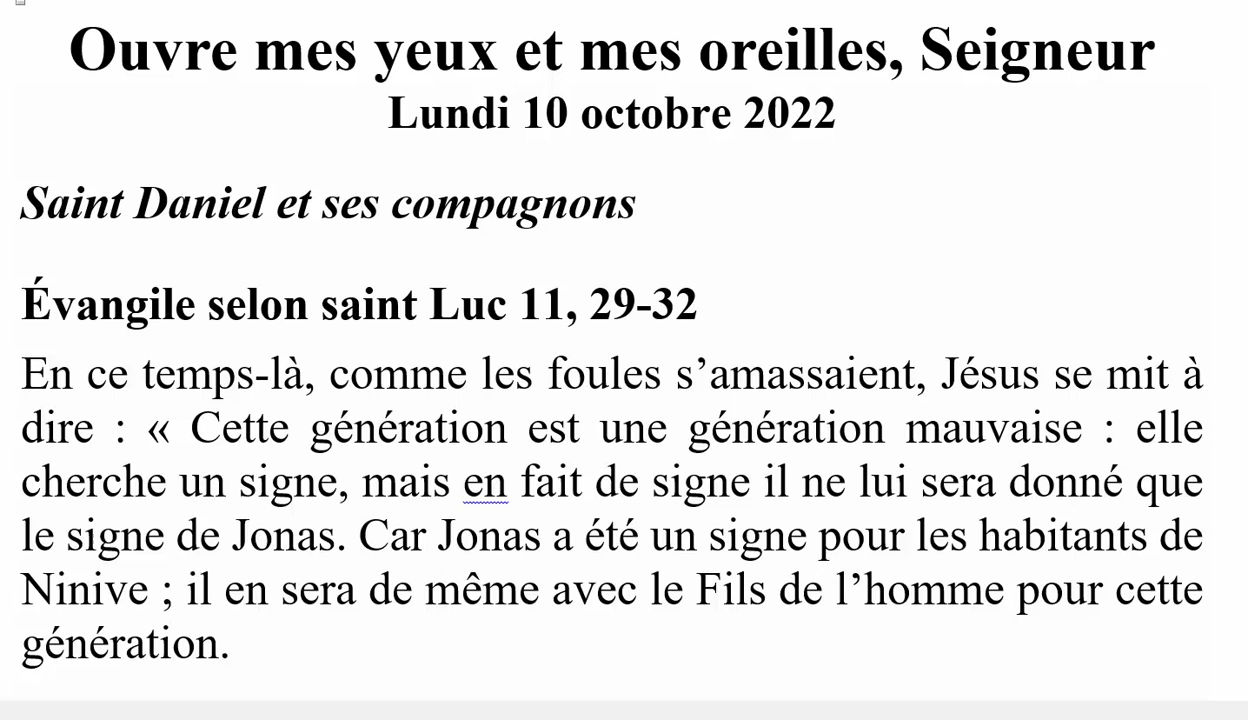 Ouvre mes yeux et mes oreilles, Seigneur
Lundi 10 octobre 2022
Saint Daniel et ses compagnons
Évangile selon saint Luc 11, 29-32
En ce temps-là, comme les foules s’amassaient, Jésus se mit à
dire : « Cette génération est une génération mauvaise : elle
cherche un signe, mais en fait de signe il ne lui sera donné que
le signe de Jonas. Car Jonas a été un signe pour les habitants de
Ninive ; il en sera de même avec le Fils de l’homme pour cette
génération.